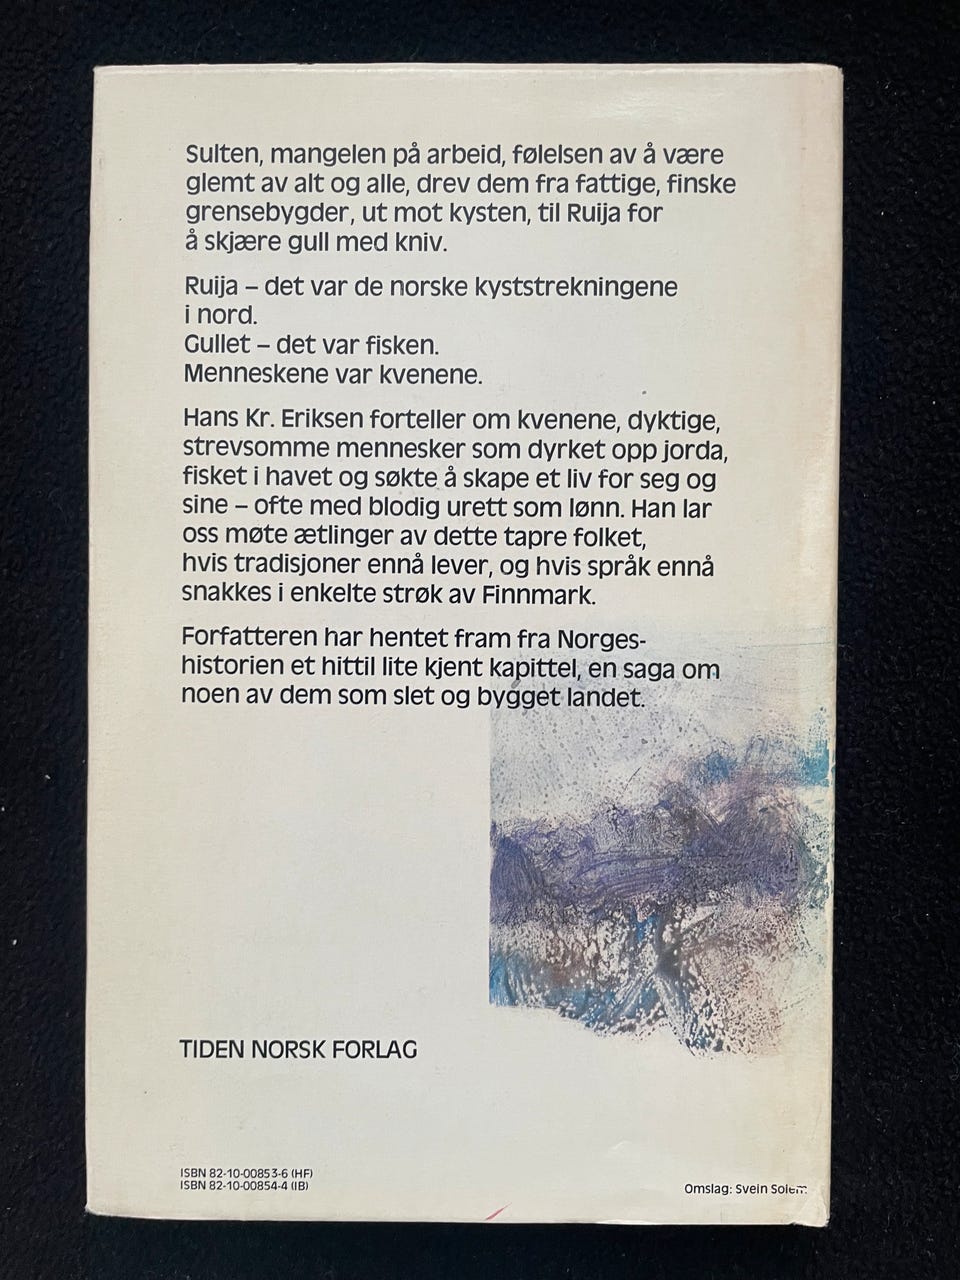 Sulten, mangelen på arbeid, følelsen av å være
glemt av alt og alle, drev dem fra fattige, finske
grensebygder, ut mot kysten, til Ruija for
å skjære gull med kniv.
Ruija – det var de norske kyststrekningene
i nord.
Gullet – det var fisken.
Menneskene var kvenene.
Hans Kr. Eriksen forteller om kvenene, dyktige,
strevsomme mennesker som dyrket opp jorda,
fisket i havet og søkte å skape et liv for seg og
sine – ofte med blodig urett som lønn. Han lar
oss møte ætlinger av dette tapre folket,
hvis tradisjoner ennå lever, og hvis språk ennå
snakkes i enkelte strøk av Finnmark.
Forfatteren har hentet fram fra Norges-
historien et hittil lite kjent kapittel, en saga om
noen av dem som slet og bygget landet.
TIDEN NORSK FORLAG
ISBN 82-10-00853-6 (HF)
ISBN 82-10-00854-4 (IB)
Omslag: Svein Solem